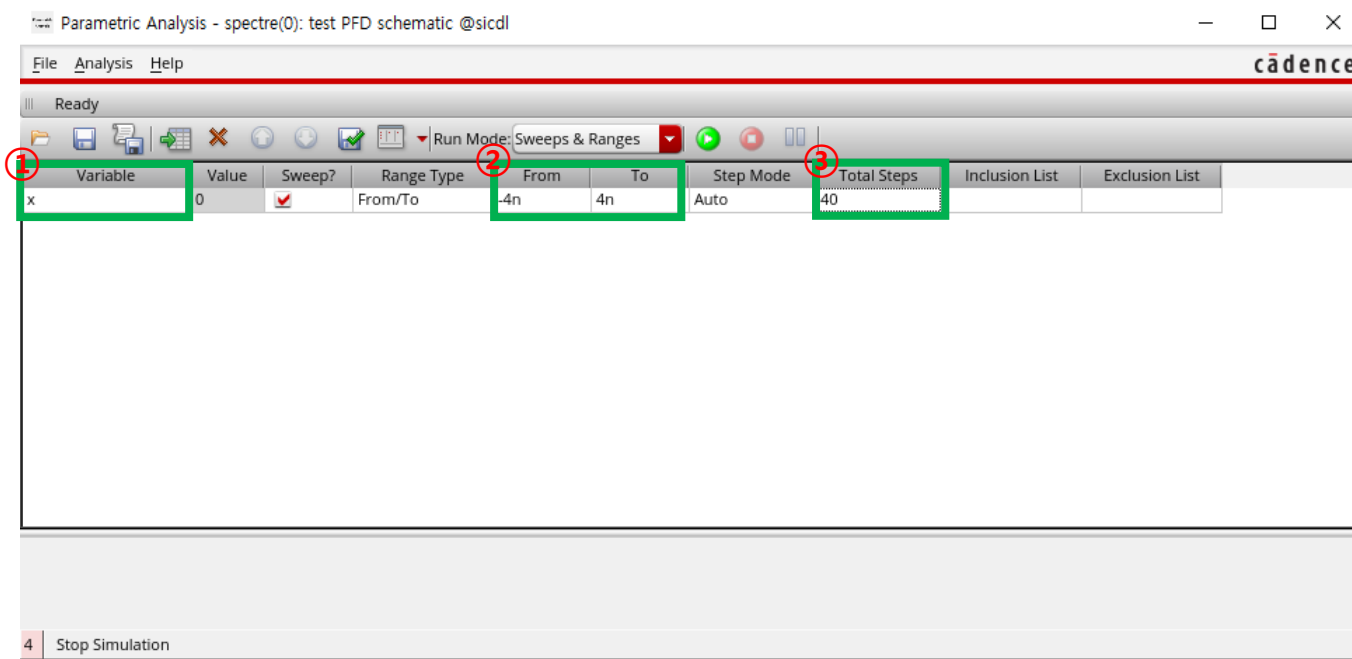 Parametric Analysis - spectre(0): test PFD schematic @sicdl
File Analysis Help
cādence
Ready
Run Mode: Sweeps & Ranges
① ② ③
Variable Value Sweep? Range Type From To Step Mode Total Steps Inclusion List Exclusion List
x 0 From/To -4n 4n Auto 40
4 Stop Simulation